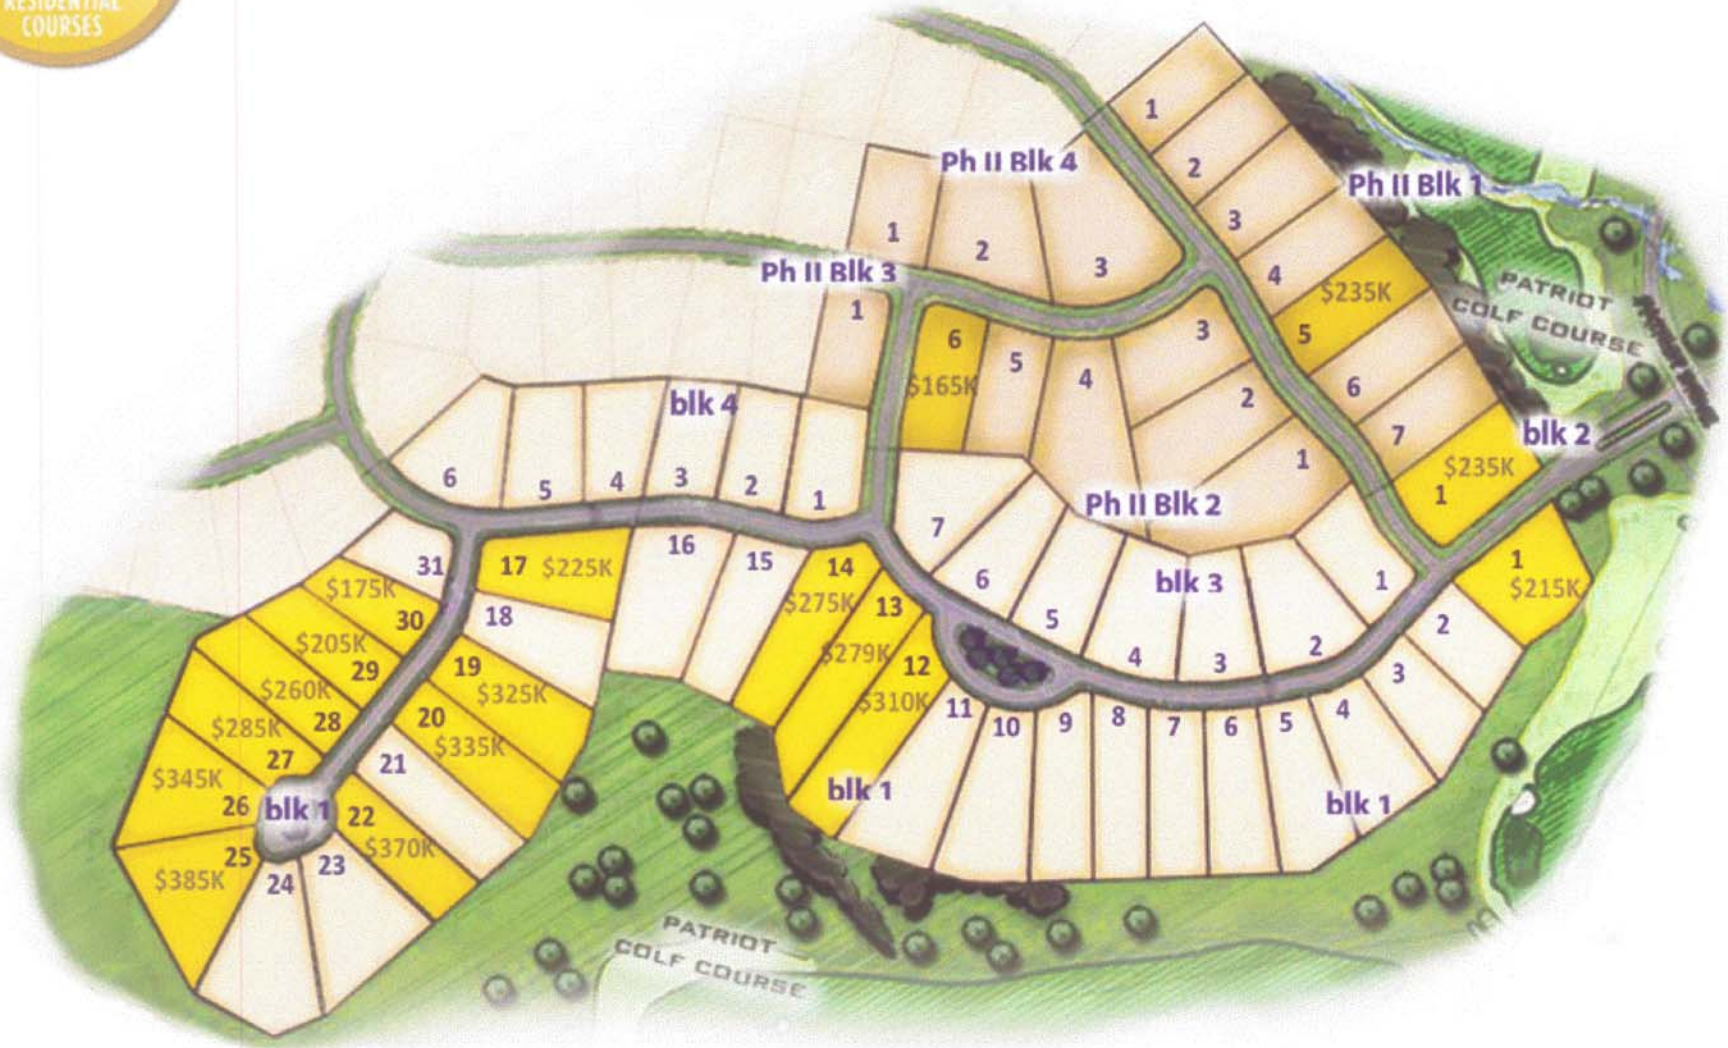 RESIDENTIAL
COURSES
1
2
3
4
$235K
5
6
7
Ph II Blk 1
Ph II Blk 4
1
2
3
Ph II Blk 3
1
6
$165K
5
4
3
2
1
Ph II Blk 2
PATRIOT
GOLF COURSE
blk 2
$235K
1
1
$215K
2
3
4
5
6
7
8
9
10
11
blk 1
blk 4
6
5
4
3
2
1
7
6
5
4
3
2
1
blk 3
31
$175K
30
$205K
29
$260K
28
$285K
27
$345K
26
blk 1
25
$385K
24
23
22
$370K
21
20
$335K
19
$325K
18
17
$225K
16
15
14
$275K
13
$279K
12
$310K
blk 1
PATRIOT
GOLF COURSE